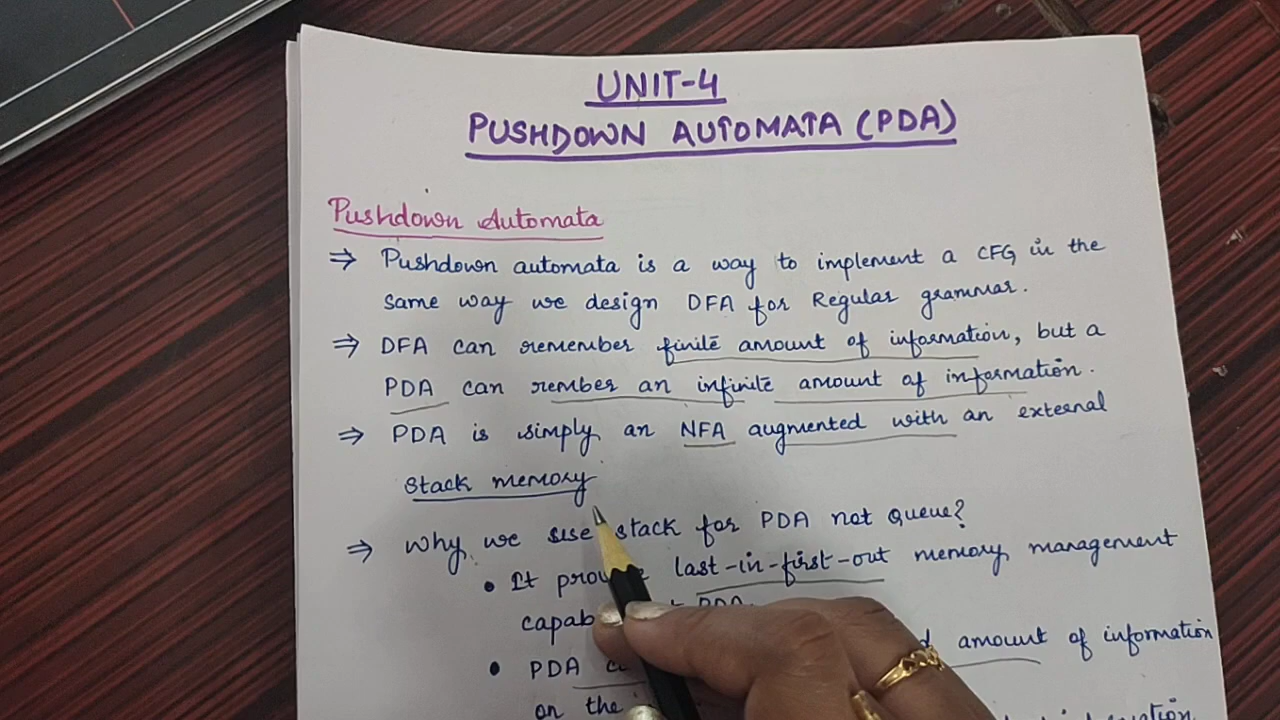 UNIT-4
PUSHDOWN AUTOMATA (PDA)
Pushdown Automata
⇒ Pushdown automata is a way to implement a CFG in the
same way we design DFA for Regular grammar.
⇒ DFA can remember finite amount of information, but a
PDA can rember an infinite amount of information.
⇒ PDA is simply an NFA augmented with an external
stack memory
⇒ Why we use stack for PDA not Queue?
• It last-in-first-out memory management
PDA
• PDA amount of information
on the